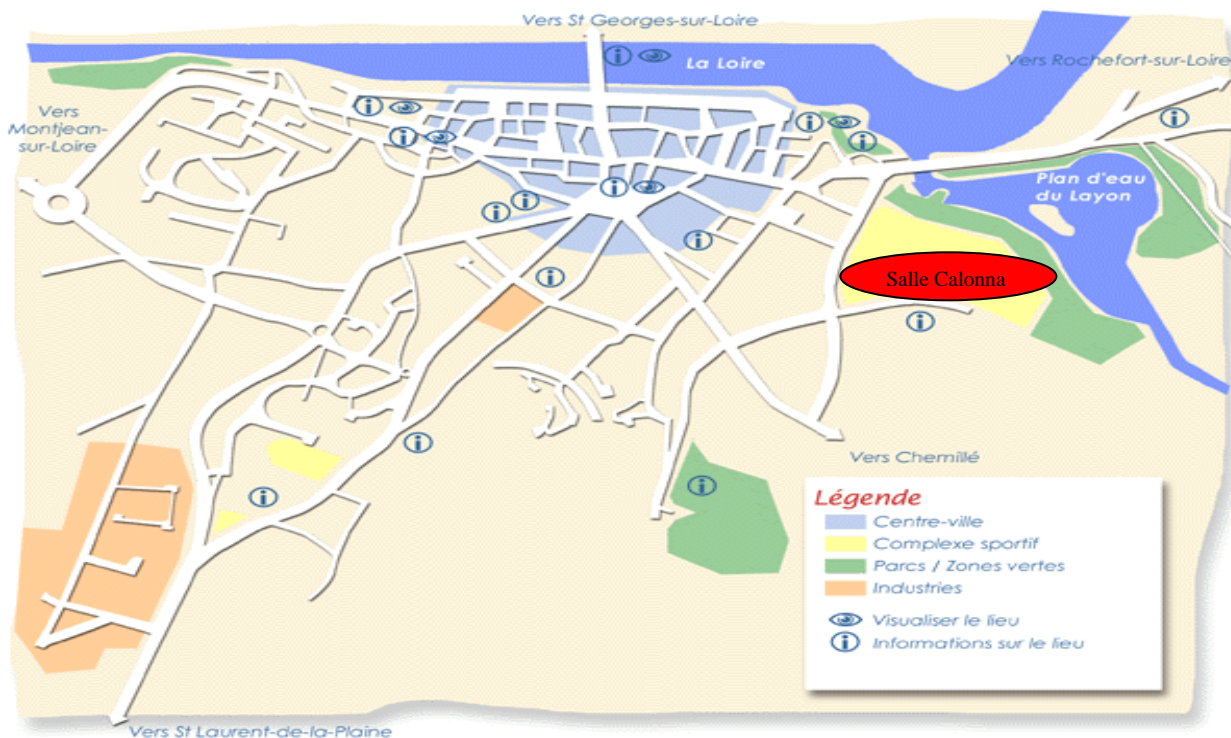 Vers St Georges-sur-Loire
La Loire
Vers Rochefort-sur-Loire
Vers
Montjean-
sur-Loire
Plan d'eau
du Layon
Salle Calonna
Vers Chemillé
Légende
Centre-ville
Complexe sportif
Parcs / Zones vertes
Industries
Visualiser le lieu
Informations sur le lieu
Vers St Laurent-de-la-Plaine